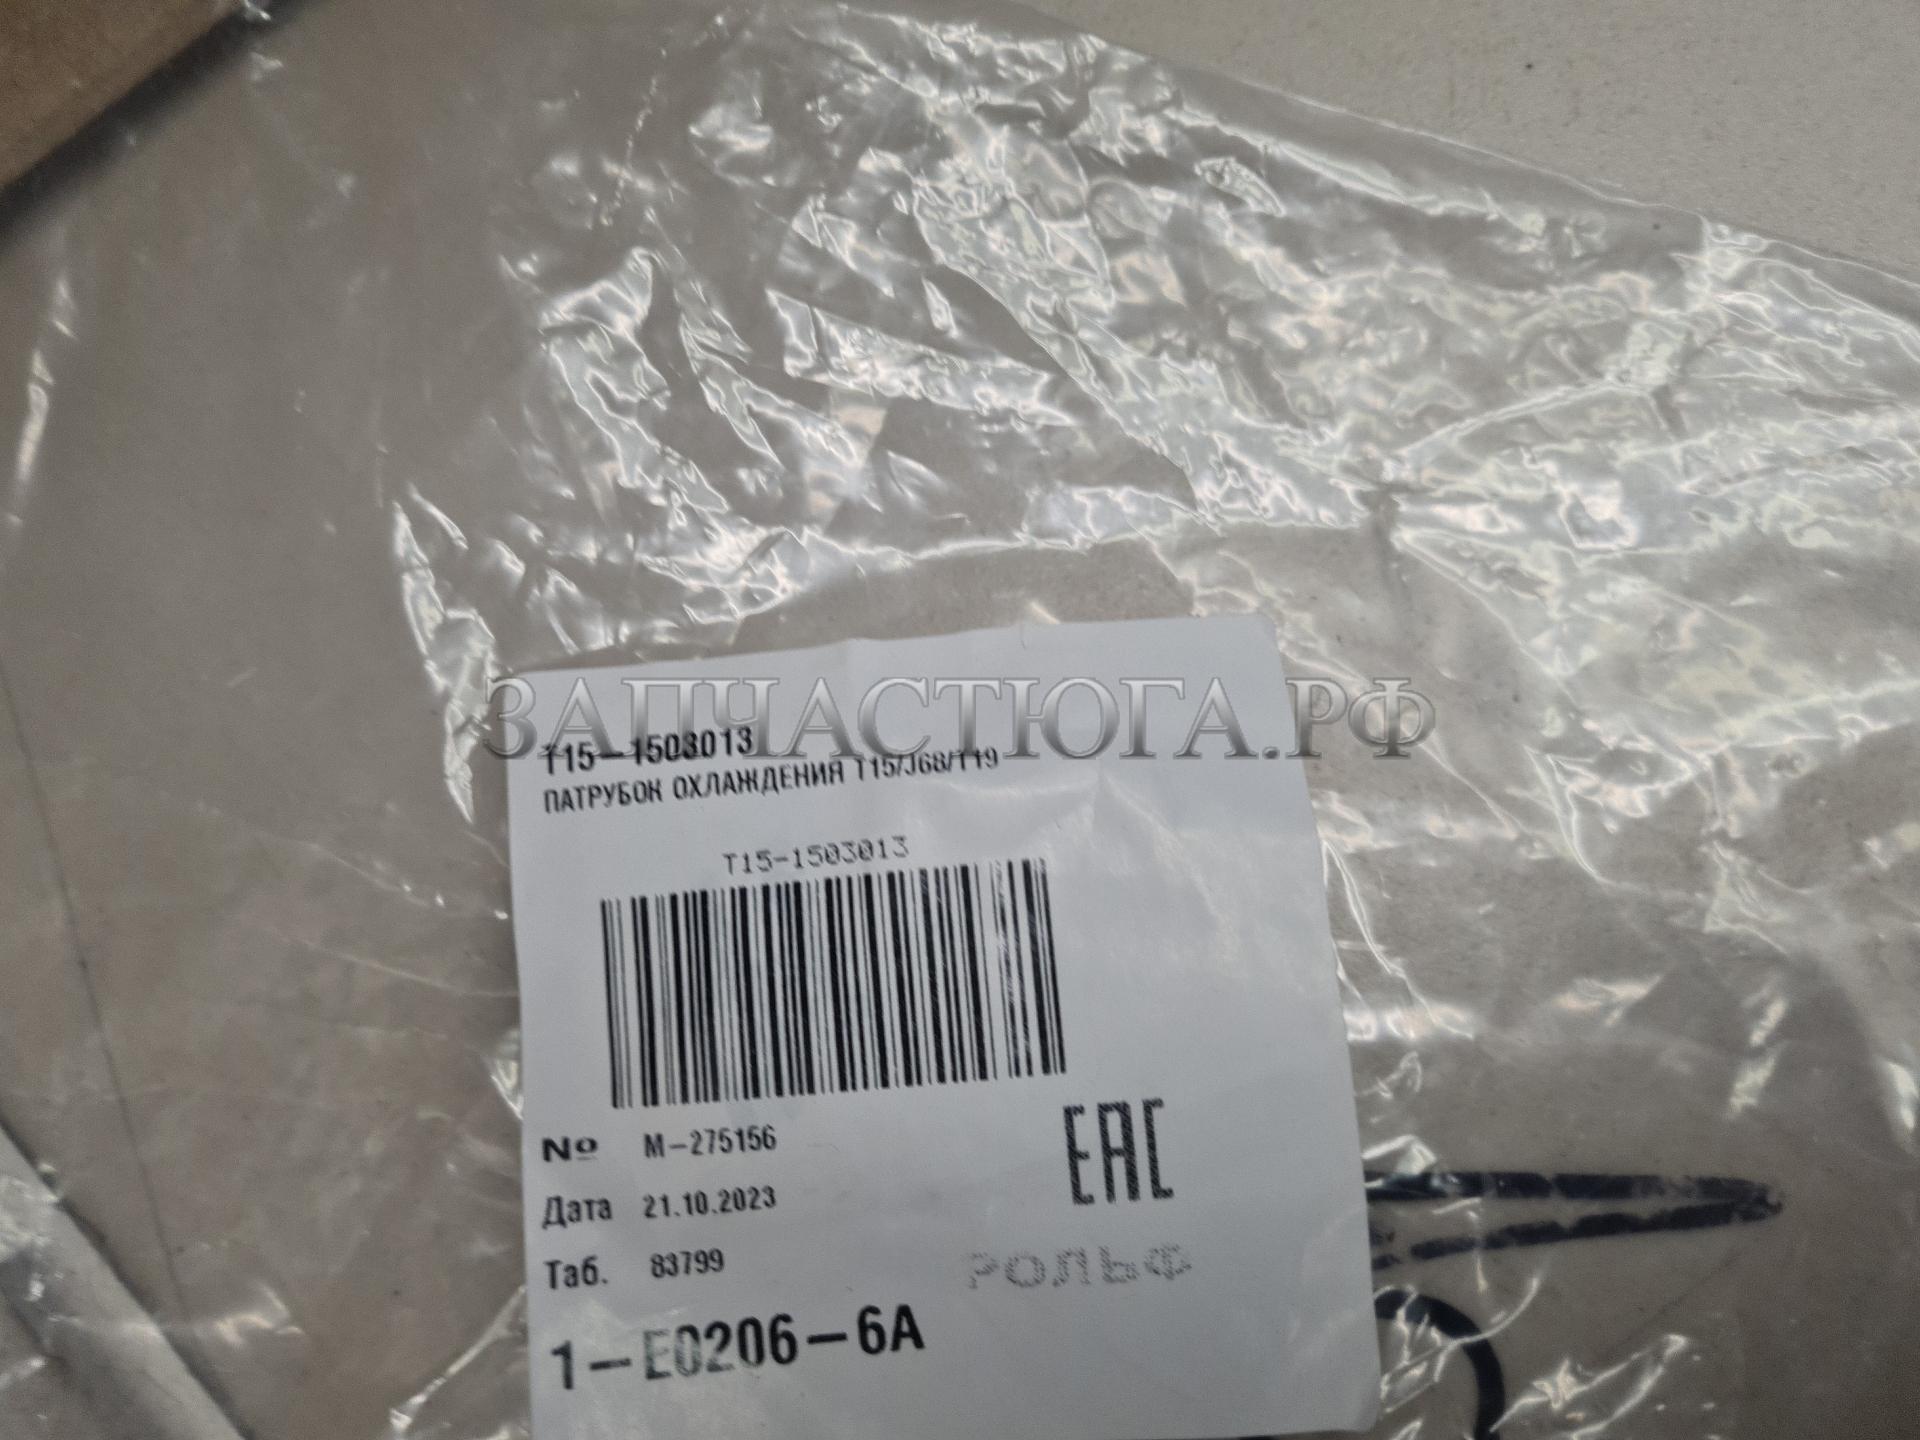 ЗАПЧАСТЮГА.РФ
T15-1503013
ПАТРУБОК ОХЛАЖДЕНИЯ T15/J68/T19
T15-1503013
№ М-275156
Дата 21.10.2023
Таб. 83799
ЕАС
РОЛЬФ
1-E0206-6A